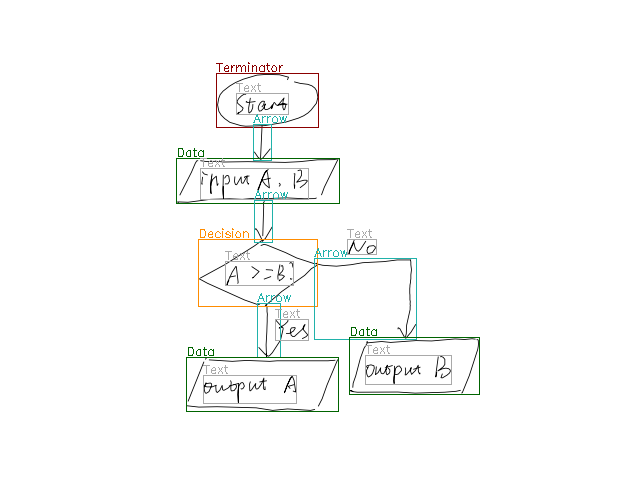 Terminator
Text
Start
Arrow
Data
Text
input A, B
Arrow
Decision
Text
No
Text
A >=B?
Arrow
Arrow
Text
Yes
Data
Text
output A
Data
Text
output B